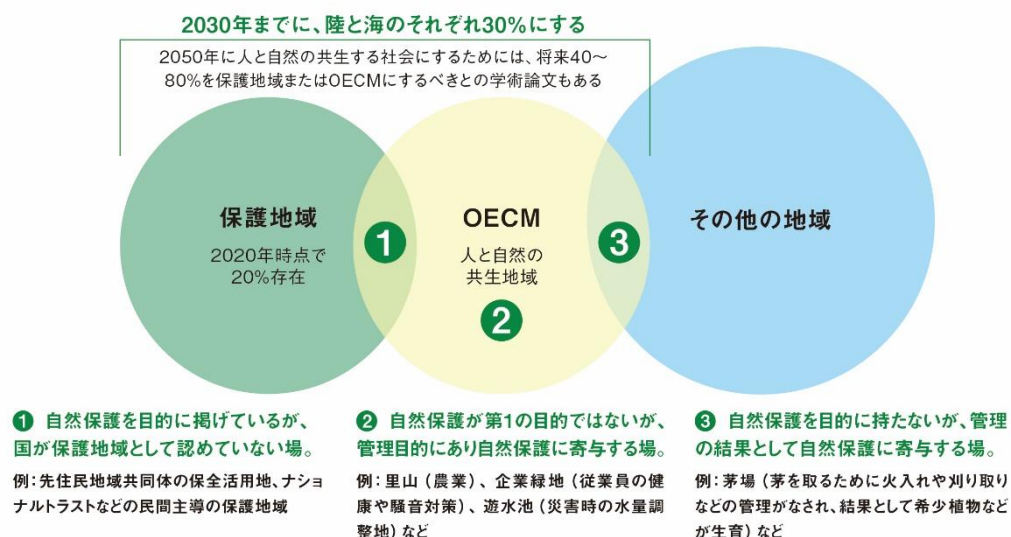 2030年までに、陸と海のそれぞれ30%にする
2050年に人と自然の共生する社会にするためには、将来40〜
80%を保護地域またはOECMにするべきとの学術論文もある
保護地域
2020年時点で
20%存在
1
OECM
人と自然の
共生地域
2
3
その他の地域
1 自然保護を目的に掲げているが、
国が保護地域として認めていない場。
例:先住民地域共同体の保全活用地、ナショ
ナルトラストなどの民間主導の保護地域
2 自然保護が第1の目的ではないが、
管理目的にあり自然保護に寄与する場。
例:里山(農業)、企業緑地(従業員の健
康や騒音対策)、遊水池(災害時の水量調
整地)など
3 自然保護を目的に持たないが、管理
の結果として自然保護に寄与する場。
例:茅場(茅を取るために火入れや刈り取り
などの管理がなされ、結果として希少植物など
が生育)など